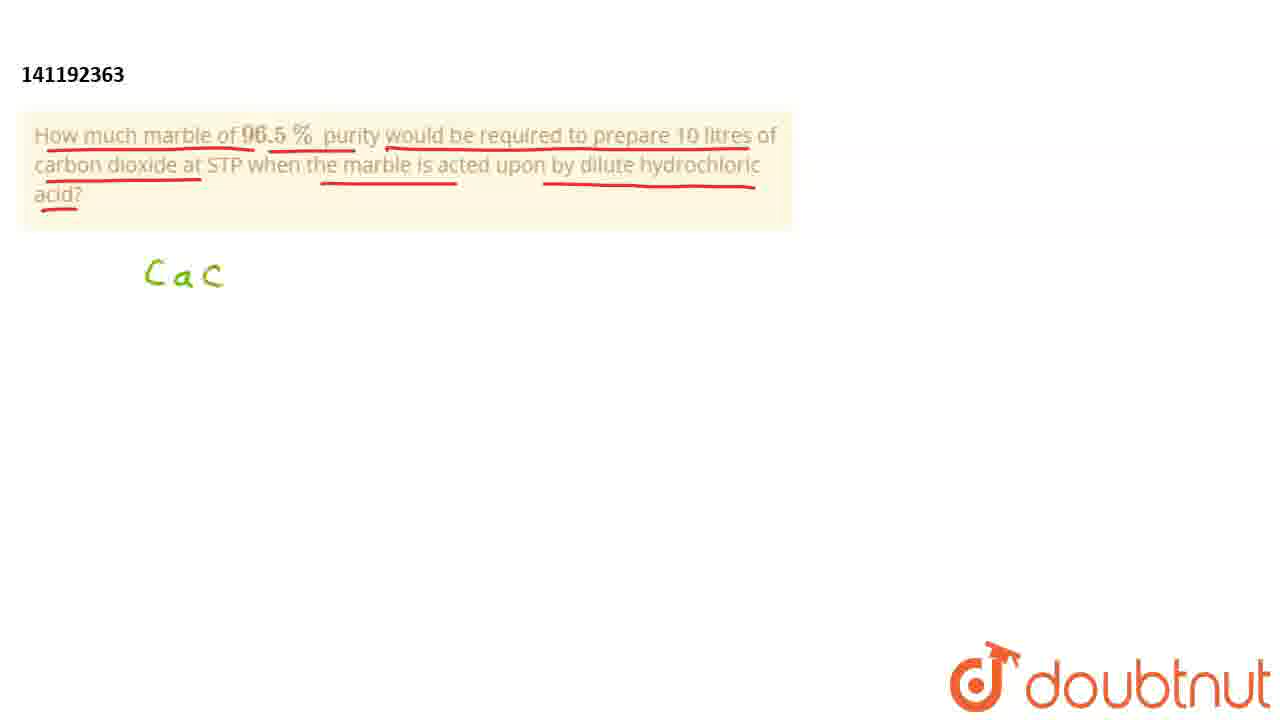 141192363
How much marble of 96.5 % purity would be required to prepare 10 litres of
carbon dioxide at STP when the marble is acted upon by dilute hydrochloric
acid?
C a C
doubtnut